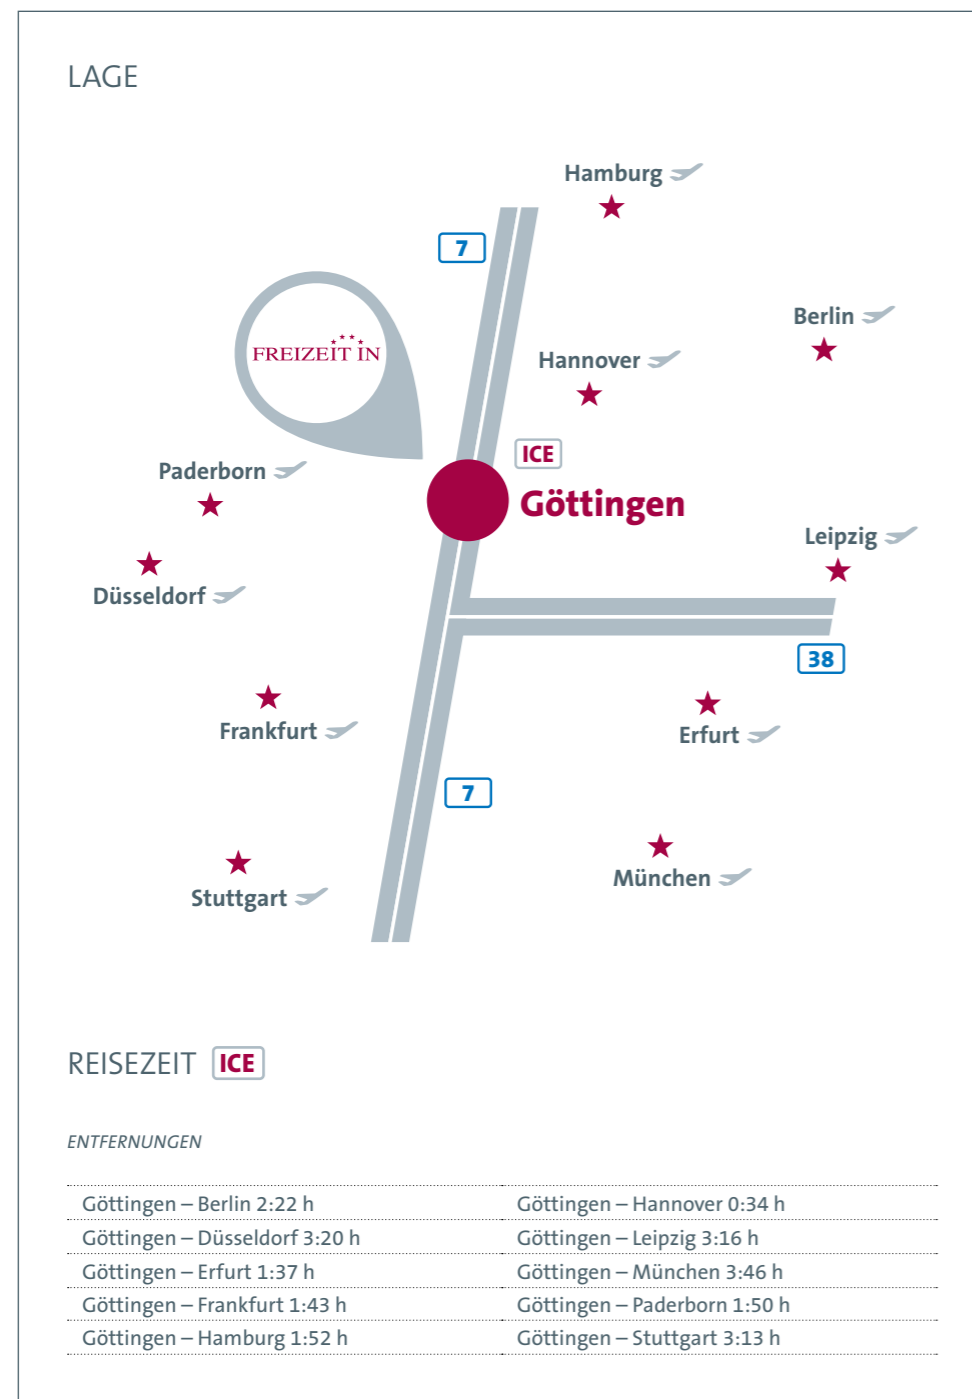 LAGE
Hamburg
7
Berlin
FREIZEIT IN
Hannover
ICE
Paderborn
Göttingen
Leipzig
Düsseldorf
38
Frankfurt
Erfurt
7
München
Stuttgart
REISEZEIT ICE
ENTFERNUNGEN
Göttingen – Berlin 2:22 h
Göttingen – Düsseldorf 3:20 h
Göttingen – Erfurt 1:37 h
Göttingen – Frankfurt 1:43 h
Göttingen – Hamburg 1:52 h
Göttingen – Hannover 0:34 h
Göttingen – Leipzig 3:16 h
Göttingen – München 3:46 h
Göttingen – Paderborn 1:50 h
Göttingen – Stuttgart 3:13 h